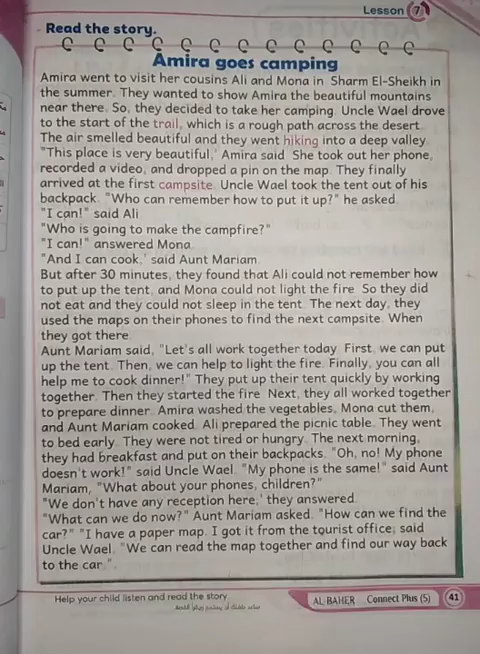 Lesson 7
Read the story.
Amira goes camping
Amira went to visit her cousins Ali and Mona in Sharm El-Sheikh in
the summer. They wanted to show Amira the beautiful mountains
near there. So, they decided to take her camping. Uncle Wael drove
to the start of the trail, which is a rough path across the desert.
The air smelled beautiful and they went hiking into a deep valley.
"This place is very beautiful,' Amira said. She took out her phone,
recorded a video, and dropped a pin on the map. They finally
arrived at the first campsite. Uncle Wael took the tent out of his
backpack. "Who can remember how to put it up?" he asked.
"I can!" said Ali
"Who is going to make the campfire?"
"I can!" answered Mona.
"And I can cook,' said Aunt Mariam.
But after 30 minutes, they found that Ali could not remember how
to put up the tent, and Mona could not light the fire. So they did
not eat and they could not sleep in the tent. The next day, they
used the maps on their phones to find the next campsite. When
they got there
Aunt Mariam said, "Let's all work together today. First, we can put
up the tent. Then, we can help to light the fire. Finally, you can all
help me to cook dinner!" They put up their tent quickly by working
together. Then they started the fire. Next, they all worked together
to prepare dinner. Amira washed the vegetables, Mona cut them,
and Aunt Mariam cooked. Ali prepared the picnic table. They went
to bed early. They were not tired or hungry. The next morning,
they had breakfast and put on their backpacks. "Oh, no! My phone
doesn't work!" said Uncle Wael. "My phone is the same!" said Aunt
Mariam, "What about your phones, children?"
"We don't have any reception here,' they answered.
"What can we do now?" Aunt Mariam asked. "How can we find the
car?" "I have a paper map. I got it from the tourist office, said
Uncle Wael. "We can read the map together and find our way back
to the car.".
Help your child listen and read the story.
ساعد طفلك أن يستمع ويقرأ القصة
AL-BAHER Connect Plus (5) 41